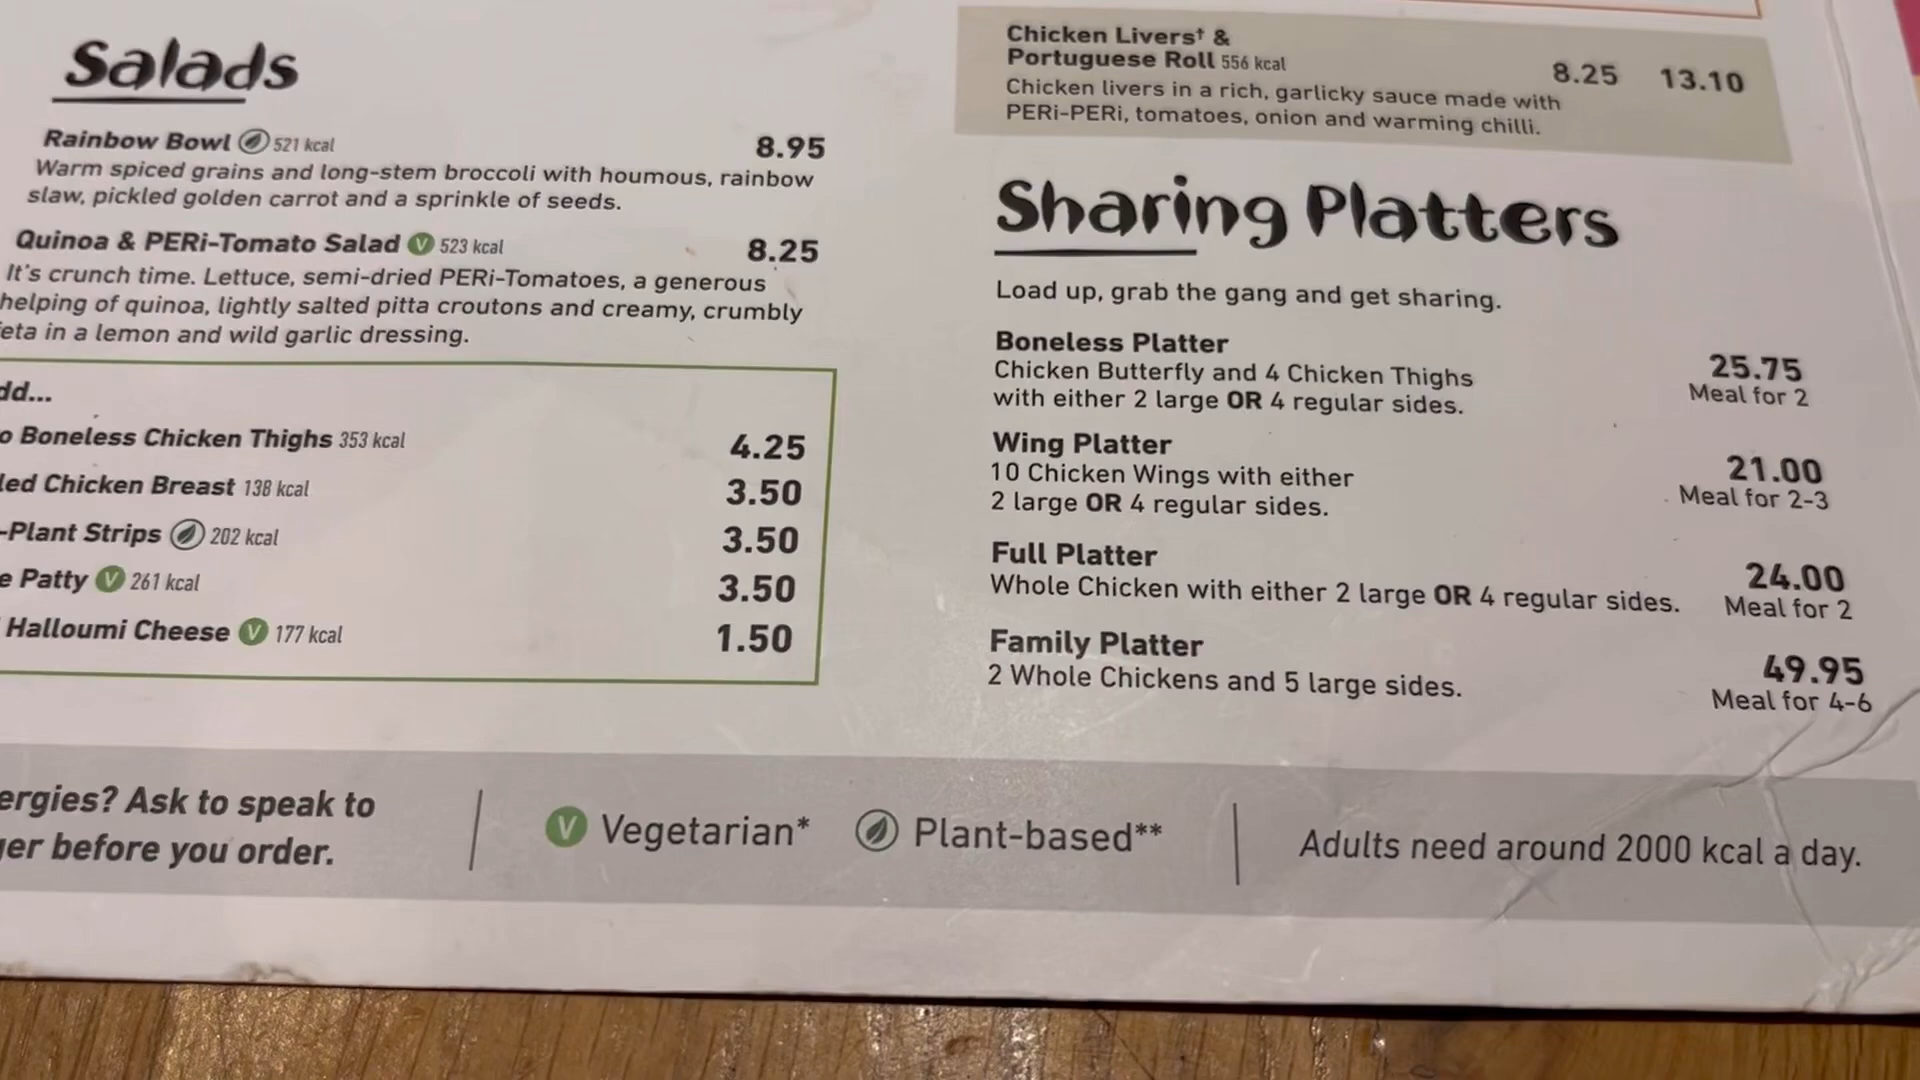 Salads
Rainbow Bowl 521 kcal 8.95
Warm spiced grains and long-stem broccoli with houmous, rainbow
slaw, pickled golden carrot and a sprinkle of seeds.
Quinoa & PERi-Tomato Salad V 523 kcal 8.25
It's crunch time. Lettuce, semi-dried PERi-Tomatoes, a generous
helping of quinoa, lightly salted pitta croutons and creamy, crumbly
eta in a lemon and wild garlic dressing.
dd...
o Boneless Chicken Thighs 353 kcal 4.25
led Chicken Breast 138 kcal 3.50
-Plant Strips 202 kcal 3.50
e Patty V 261 kcal 3.50
Halloumi Cheese V 177 kcal 1.50
Chicken Livers† &
Portuguese Roll 556 kcal 8.25 13.10
Chicken livers in a rich, garlicky sauce made with
PERi-PERi, tomatoes, onion and warming chilli.
Sharing Platters
Load up, grab the gang and get sharing.
Boneless Platter
Chicken Butterfly and 4 Chicken Thighs 25.75
with either 2 large OR 4 regular sides. Meal for 2
Wing Platter
10 Chicken Wings with either 21.00
2 large OR 4 regular sides. Meal for 2-3
Full Platter 24.00
Whole Chicken with either 2 large OR 4 regular sides. Meal for 2
Family Platter 49.95
2 Whole Chickens and 5 large sides. Meal for 4-6
ergies? Ask to speak to
ger before you order.
V Vegetarian* Plant-based**
Adults need around 2000 kcal a day.